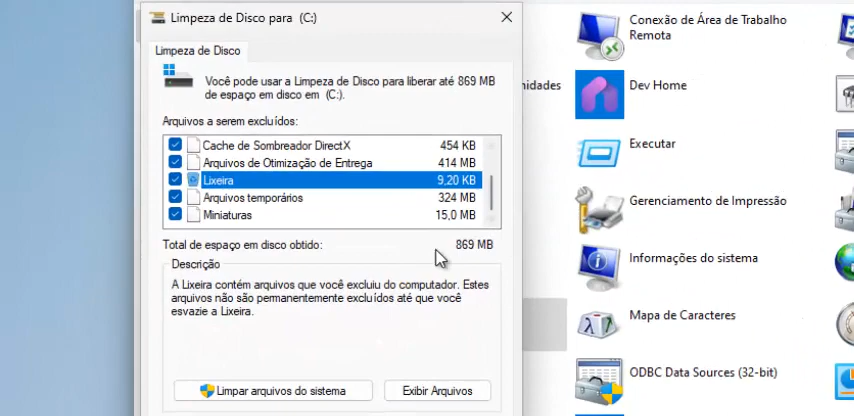 Limpeza de Disco para (C:)
Limpeza de Disco
Você pode usar a Limpeza de Disco para liberar até 869 MB
de espaço em disco em (C:).
Arquivos a serem excluídos:
Cache de Sombreador DirectX 454 KB
Arquivos de Otimização de Entrega 414 MB
Lixeira 9,20 KB
Arquivos temporários 324 MB
Miniaturas 15,0 MB
Total de espaço em disco obtido: 869 MB
Descrição
A Lixeira contém arquivos que você excluiu do computador. Estes
arquivos não são permanentemente excluídos até que você
esvazie a Lixeira.
Limpar arquivos do sistema
Exibir Arquivos
Conexão de Área de Trabalho
Remota
Dev Home
Executar
Gerenciamento de Impressão
Informações do sistema
Mapa de Caracteres
ODBC Data Sources (32-bit)